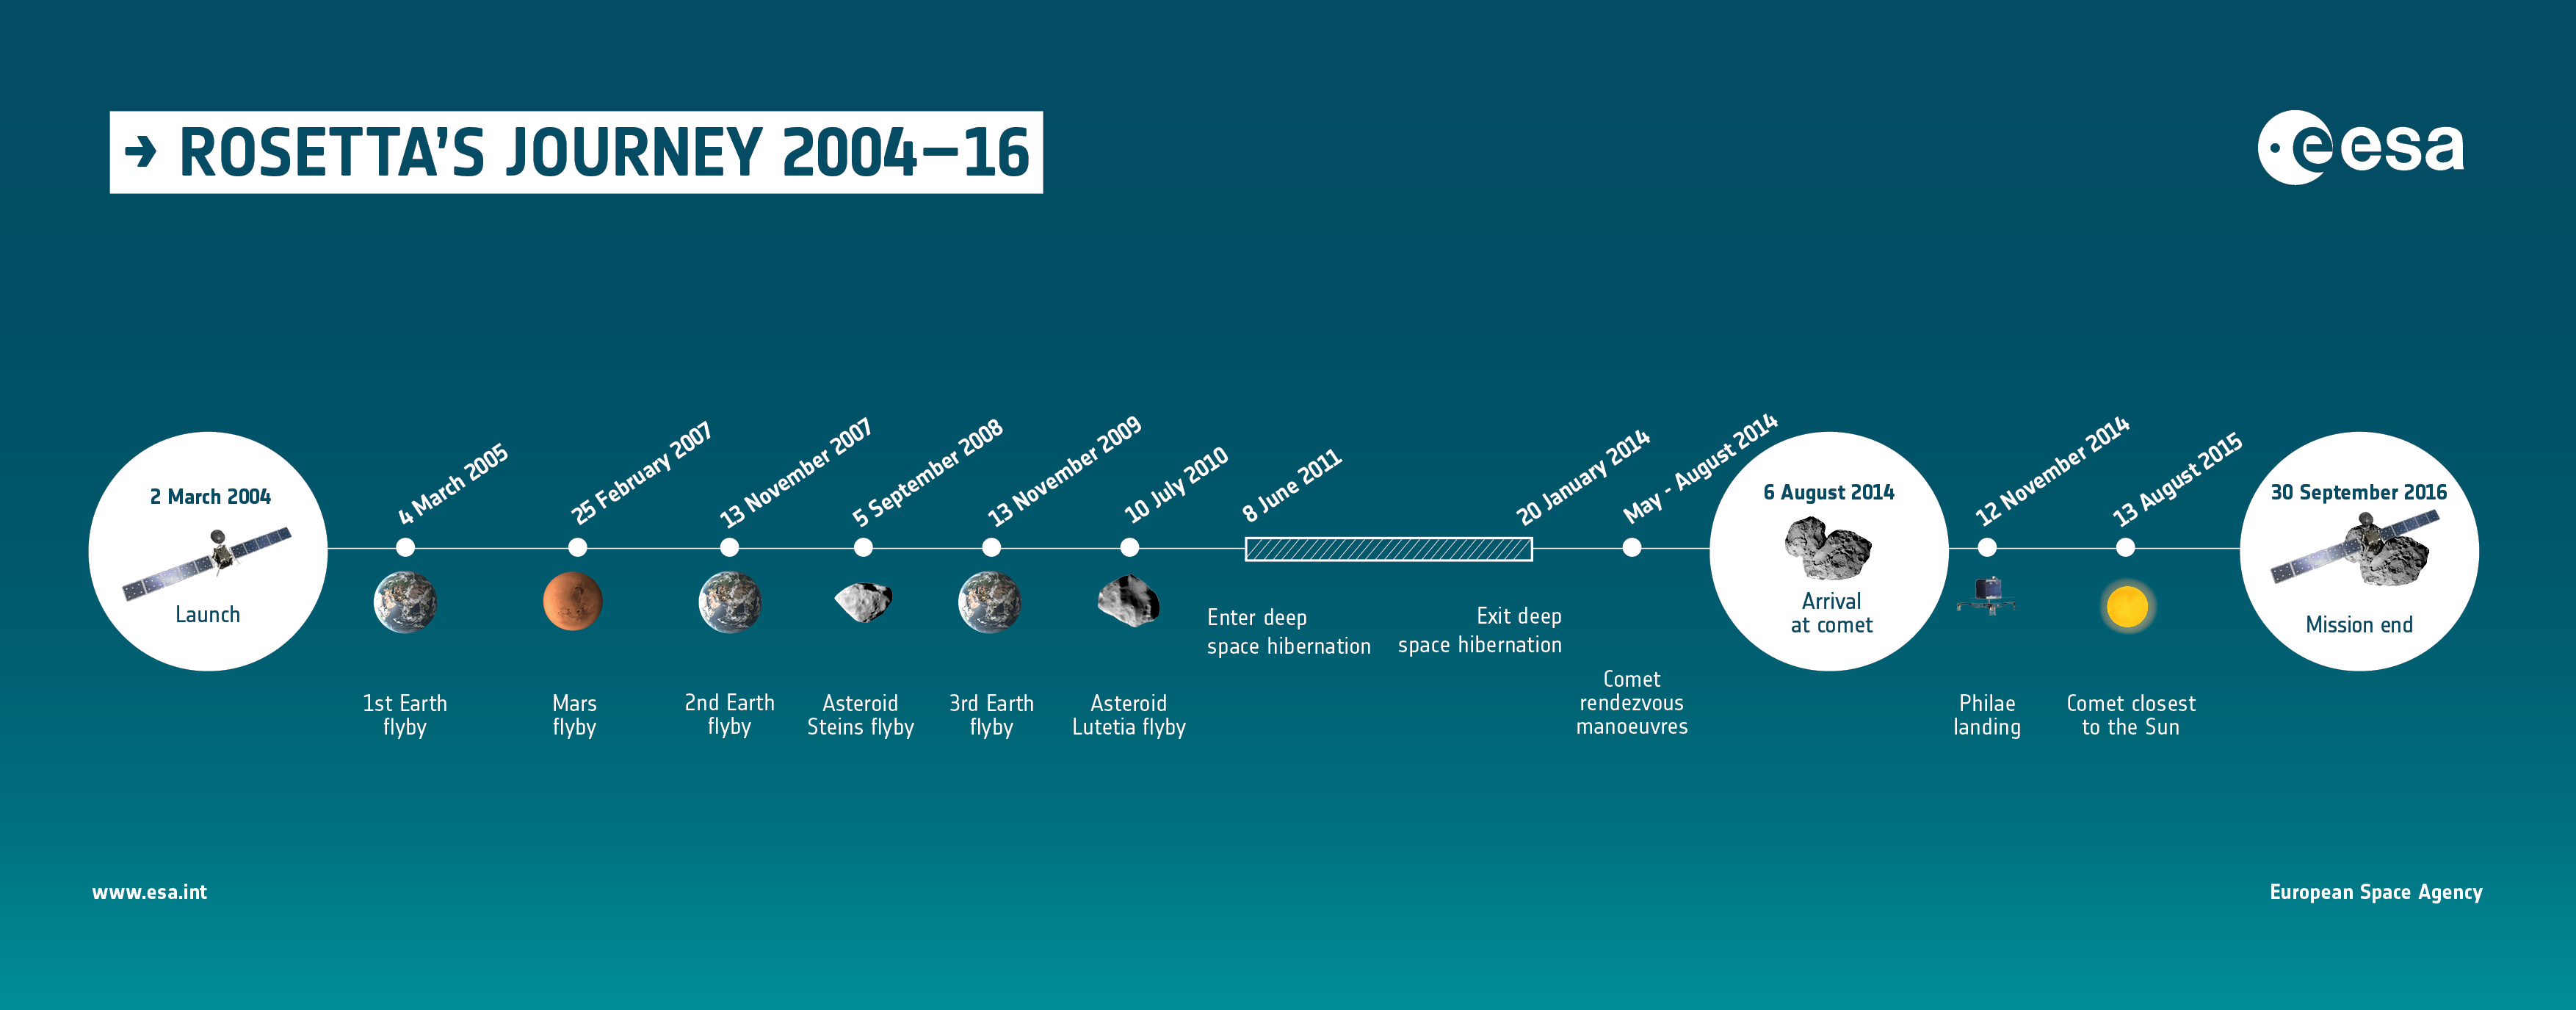 → ROSETTA'S JOURNEY 2004–16
esa
2 March 2004
Launch
4 March 2005
1st Earth
flyby
25 February 2007
Mars
flyby
13 November 2007
2nd Earth
flyby
5 September 2008
Asteroid
Steins flyby
13 November 2009
3rd Earth
flyby
10 July 2010
Asteroid
Lutetia flyby
8 June 2011
Enter deep
space hibernation
20 January 2014
Exit deep
space hibernation
May - August 2014
Comet
rendezvous
manoeuvres
6 August 2014
Arrival
at comet
12 November 2014
Philae
landing
13 August 2015
Comet closest
to the Sun
30 September 2016
Mission end
www.esa.int
European Space Agency